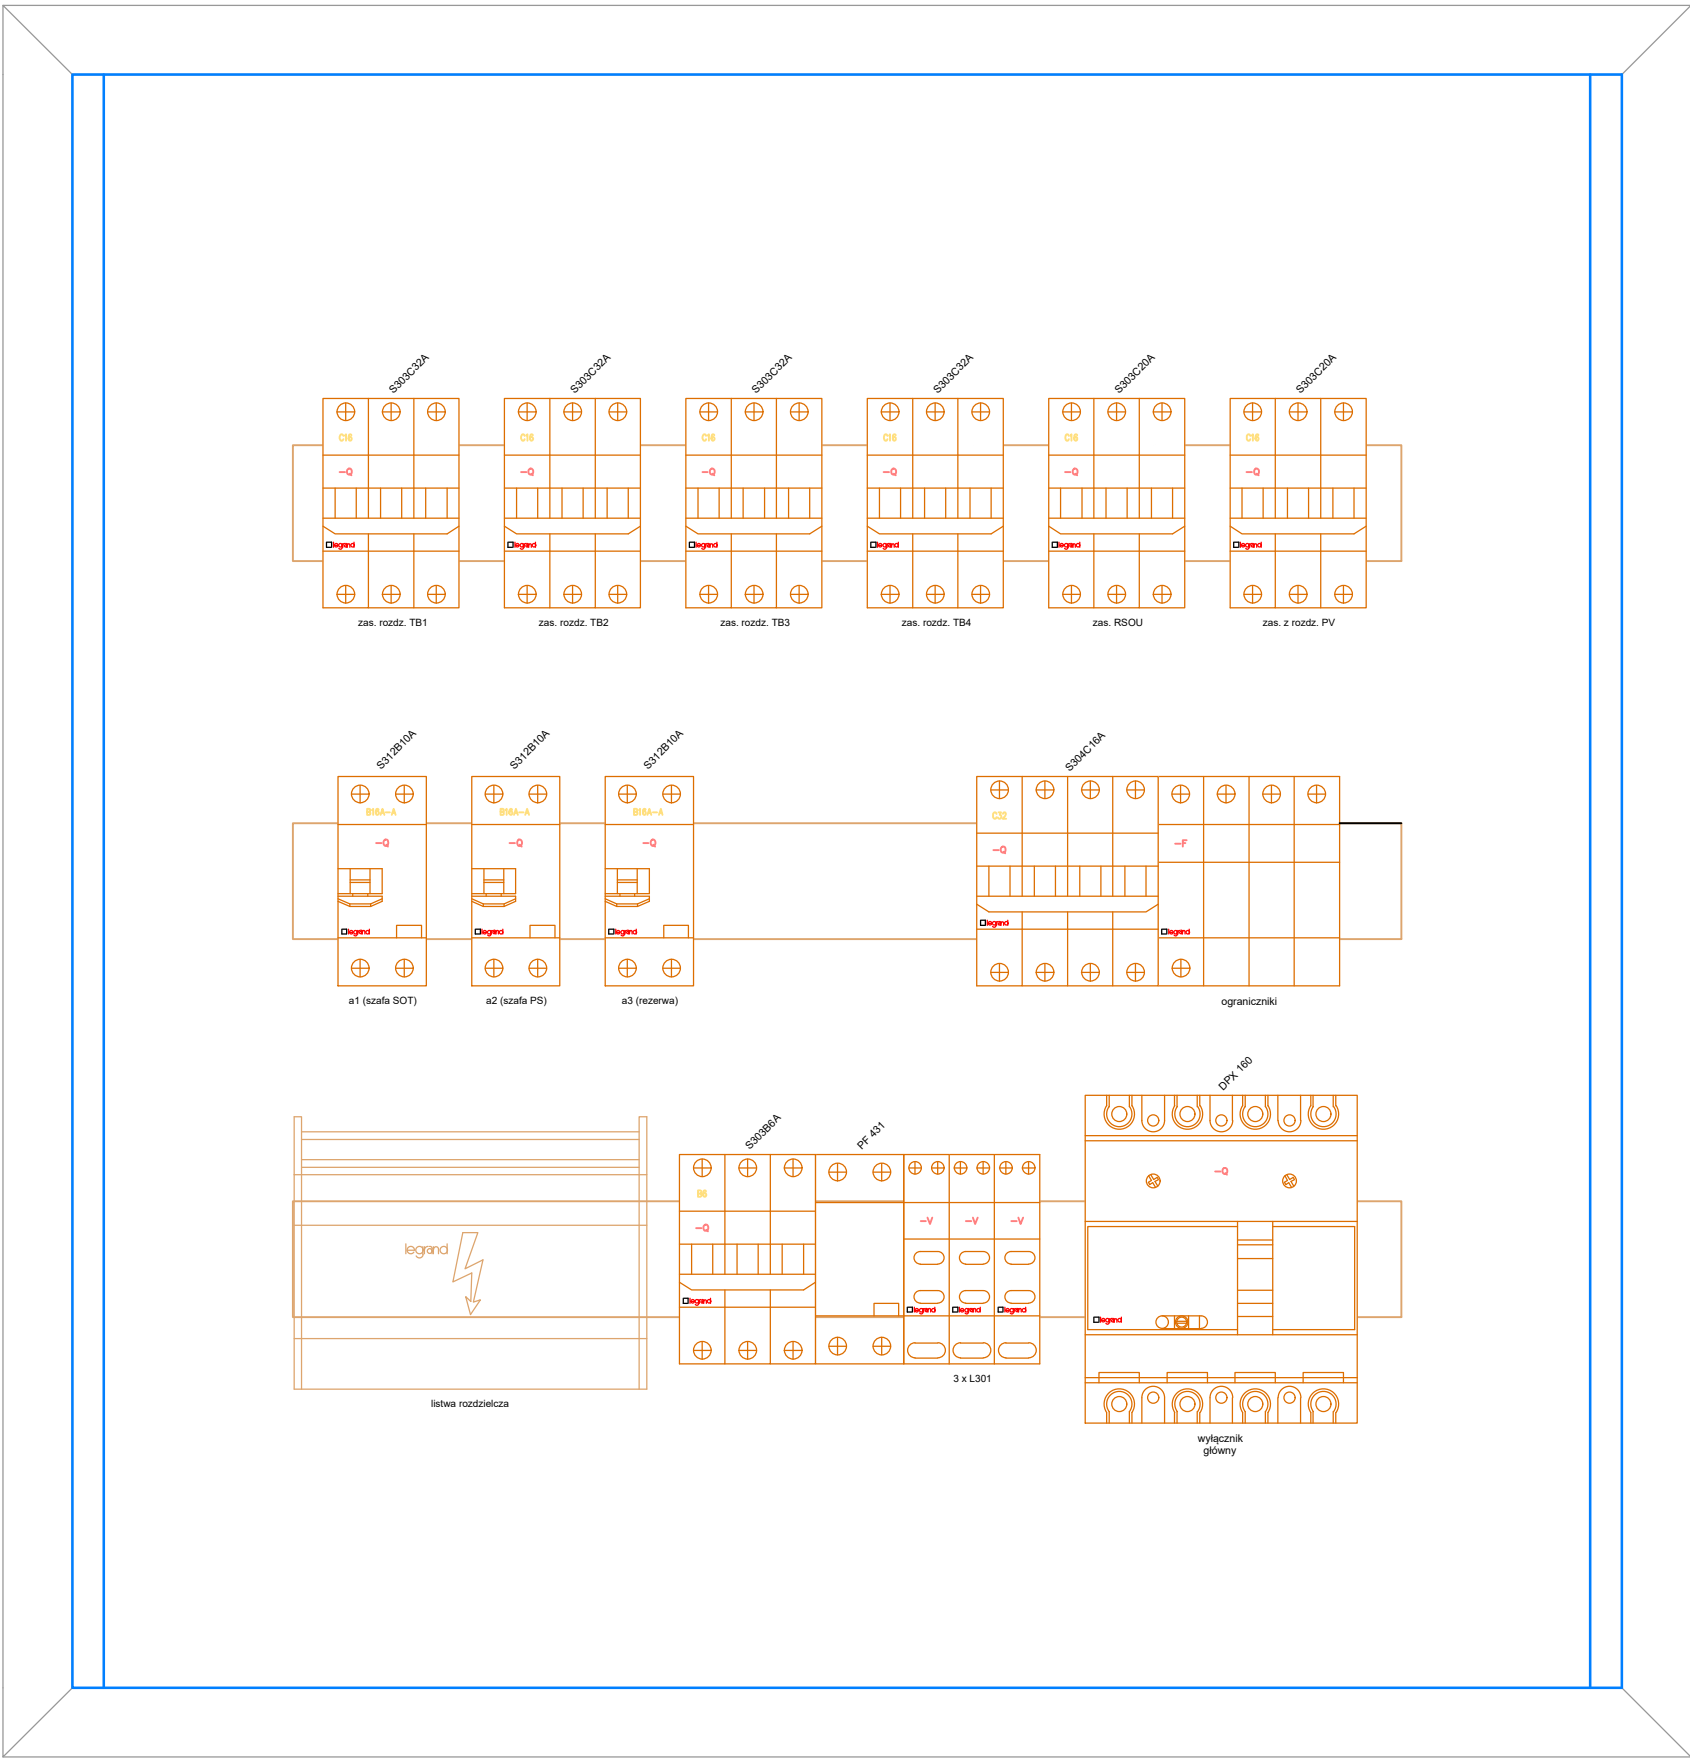 S303C32A S303C32A S303C32A S303C32A S303C20A S303C20A
C16 C16 C16 C16 C16 C16
-Q -Q -Q -Q -Q -Q
legrand legrand legrand legrand legrand legrand
zas. rozdz. TB1 zas. rozdz. TB2 zas. rozdz. TB3 zas. rozdz. TB4 zas. RSOU zas. z rozdz. PV
S312B10A S312B10A S312B10A S304C16A
B16A-A B16A-A B16A-A C32
-Q -Q -Q -Q -F
legrand legrand legrand legrand legrand
a1 (szafa SOT) a2 (szafa PS) a3 (rezerwa) ograniczniki
S303B6A PF 431 DPX 160
B6 -Q
-Q -V -V -V
legrand
legrand legrand legrand legrand legrand
3 x L301
listwa rozdzielcza
wyłącznik
główny